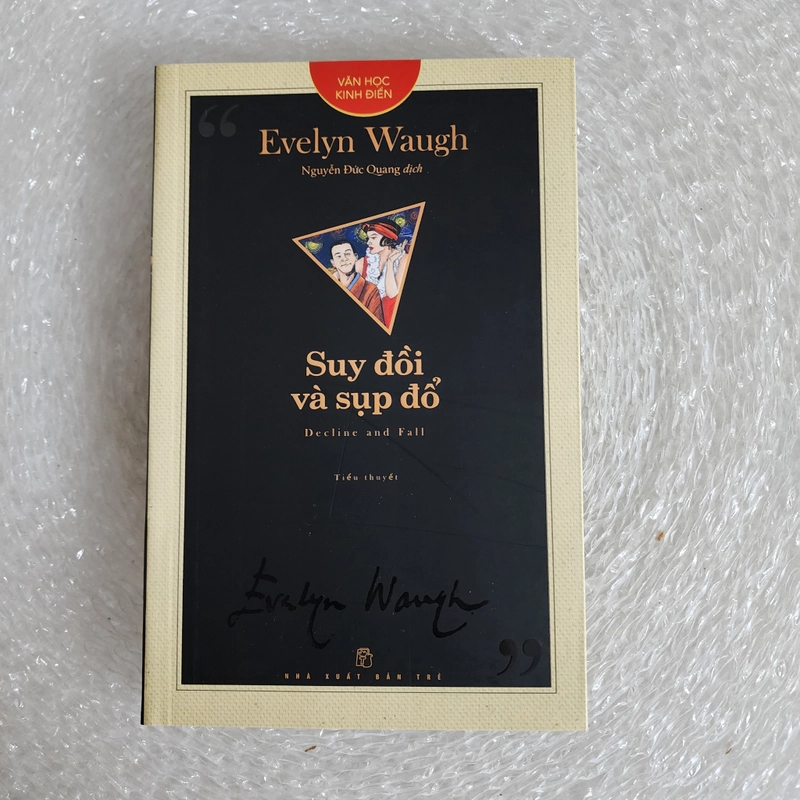 VĂN HỌC
KINH ĐIỂN
Evelyn Waugh
Nguyễn Đức Quang dịch
Suy đồi
và sụp đổ
Decline and Fall
Tiểu thuyết
Evelyn Waugh
NHÀ XUẤT BẢN TRẺ